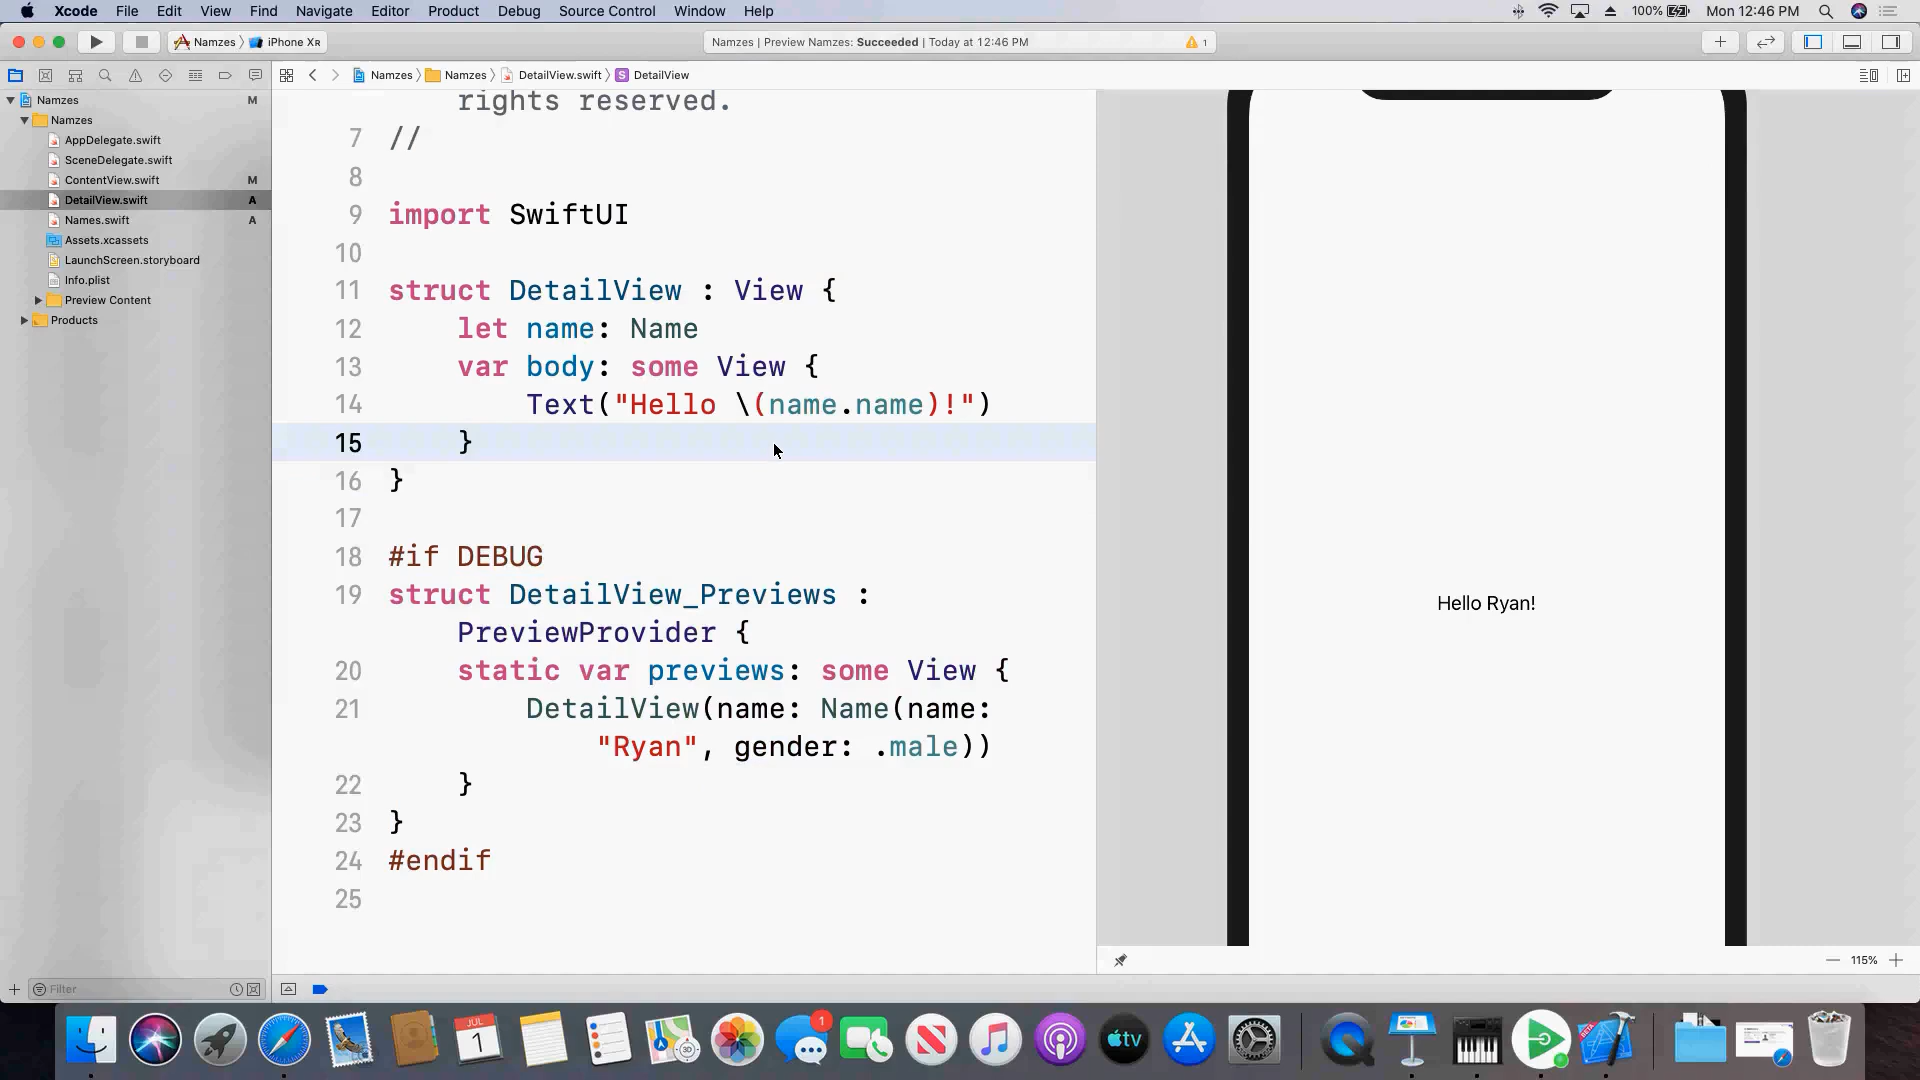 Xcode File Edit View Find Navigate Editor Product Debug Source Control Window Help
100% Mon 12:46 PM
Namzes iPhone XR
Namzes | Preview Namzes: Succeeded | Today at 12:46 PM
1
Namzes Namzes DetailView.swift S DetailView
Namzes M
Namzes
AppDelegate.swift
SceneDelegate.swift
ContentView.swift M
DetailView.swift A
Names.swift A
Assets.xcassets
LaunchScreen.storyboard
Info.plist
Preview Content
Products
Filter
rights reserved.
7 //
8
9 import SwiftUI
10
11 struct DetailView : View {
12 let name: Name
13 var body: some View {
14 Text("Hello \(name.name)!")
15 }
16 }
17
18 #if DEBUG
19 struct DetailView_Previews :
PreviewProvider {
20 static var previews: some View {
21 DetailView(name: Name(name:
"Ryan", gender: .male))
22 }
23 }
24 #endif
25
Hello Ryan!
115%
JUL
1
1
3D
tv
BETA